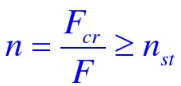 n = F_cr / F ≥ n_st